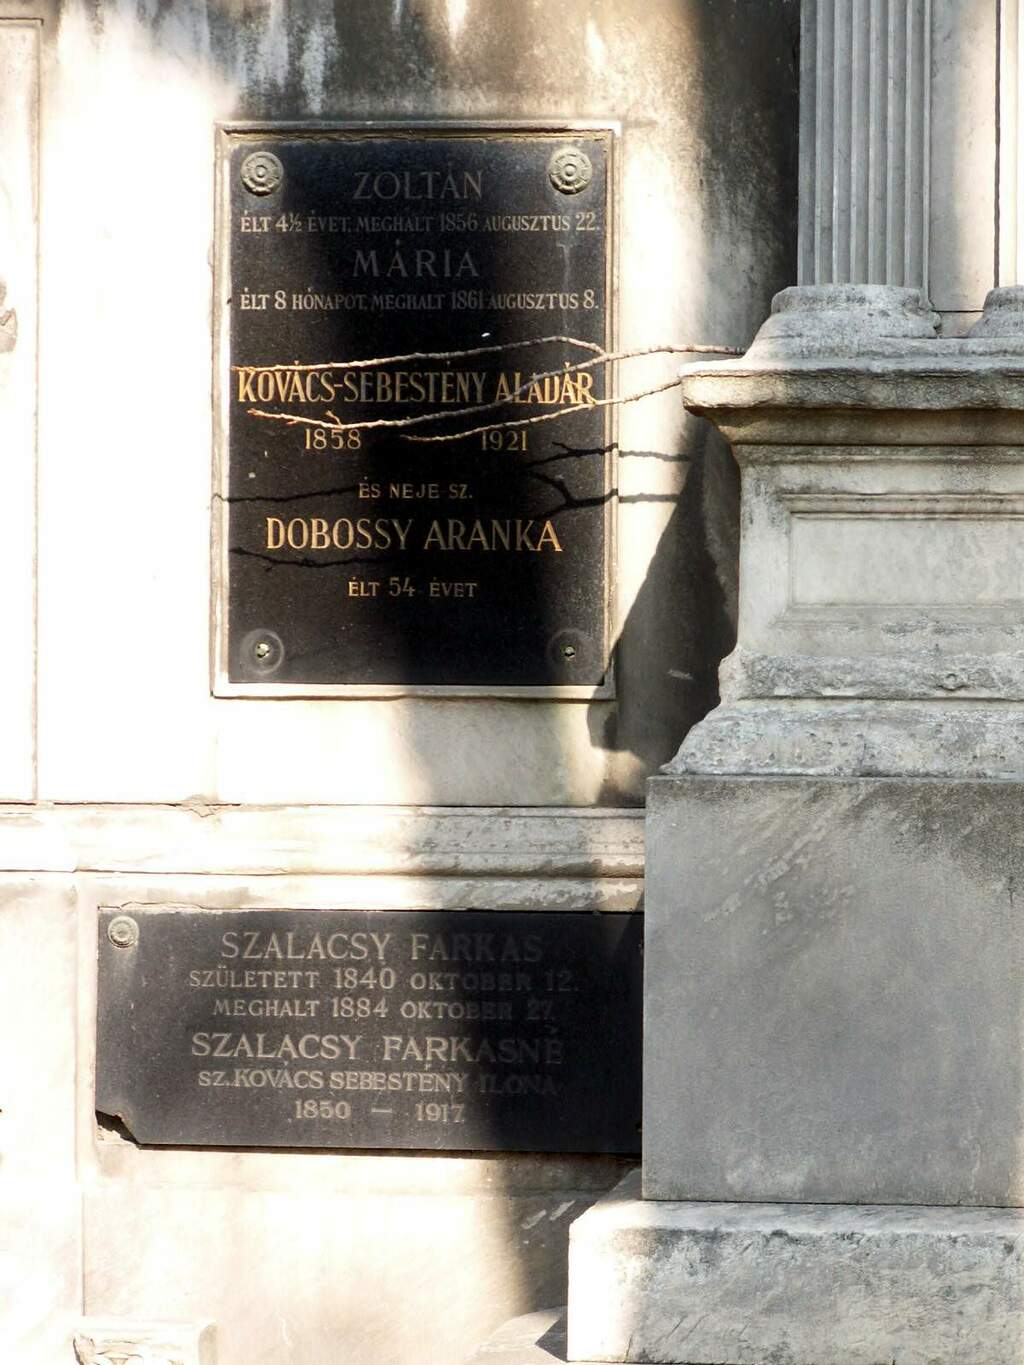 ZOLTÁN
ÉLT 4½ ÉVET, MEGHALT 1856 AUGUSZTUS 22.
MÁRIA
ÉLT 8 HÓNAPOT, MEGHALT 1861 AUGUSZTUS 8.
KOVÁCS-SEBESTÉNY ALADÁR
1858 1921
ÉS NEJE SZ.
DOBOSSY ARANKA
ÉLT 54 ÉVET
SZALACSY FARKAS
SZÜLETETT 1840 OKTOBER 12.
MEGHALT 1884 OKTOBER 27.
SZALACSY FARKASNÉ
SZ. KOVÁCS SEBESTÉNY ILONA
1850 — 1917